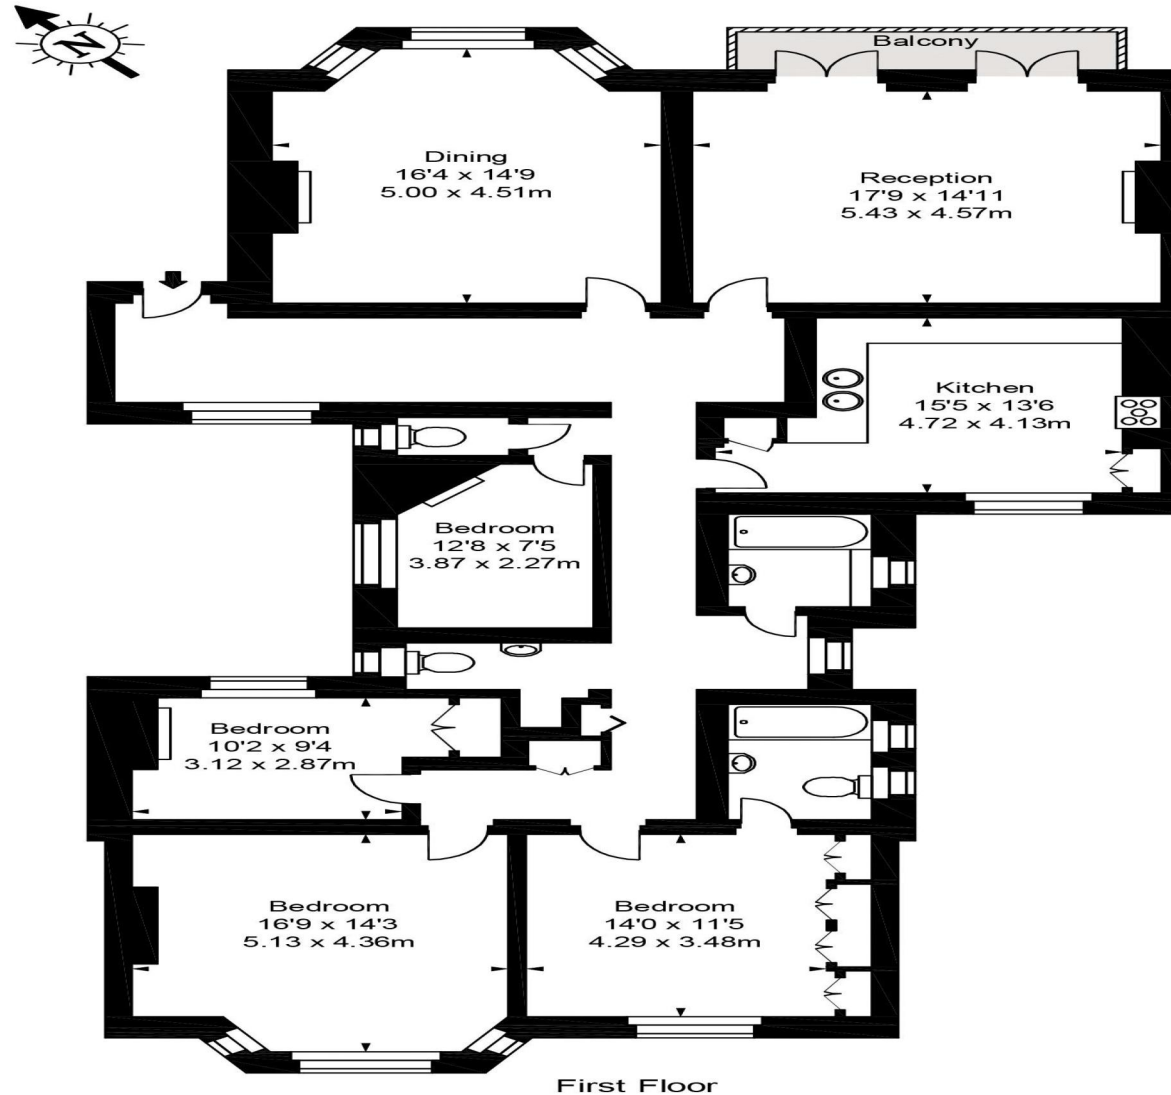 N
Balcony
Dining
16'4 x 14'9
5.00 x 4.51m
Reception
17'9 x 14'11
5.43 x 4.57m
Kitchen
15'5 x 13'6
4.72 x 4.13m
Bedroom
12'8 x 7'5
3.87 x 2.27m
Bedroom
10'2 x 9'4
3.12 x 2.87m
Bedroom
16'9 x 14'3
5.13 x 4.36m
Bedroom
14'0 x 11'5
4.29 x 3.48m
First Floor